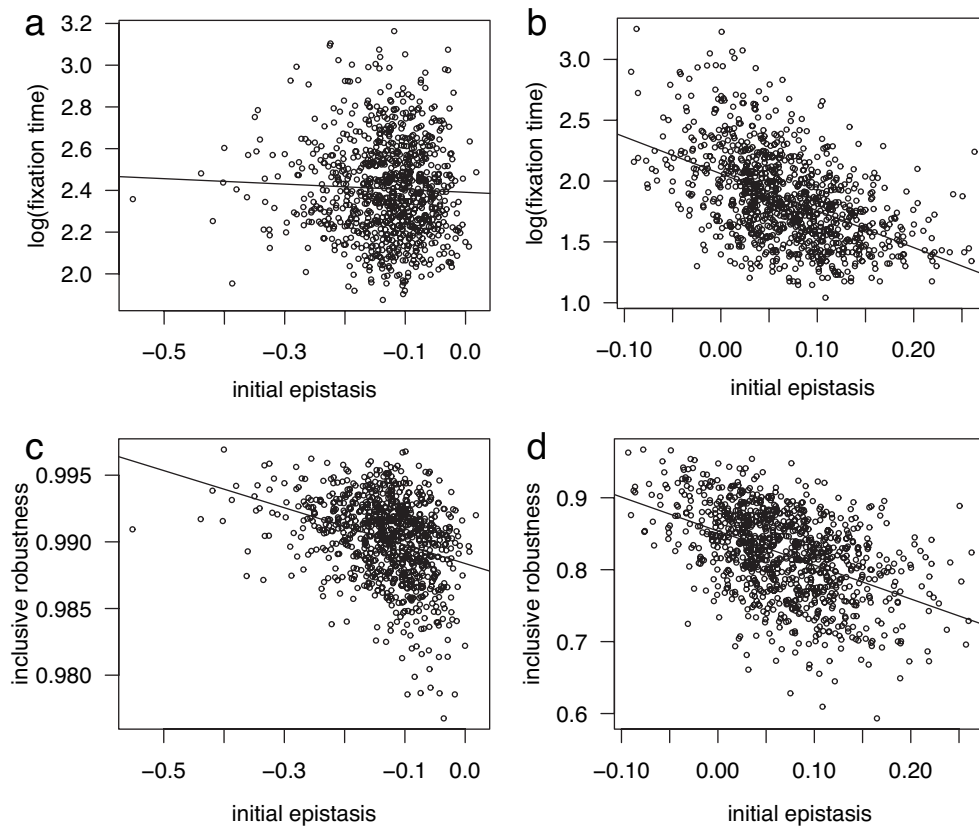 a
3.2
3.0
2.8
2.6
2.4
2.2
2.0
log(fixation time)
−0.5 −0.3 −0.1 0.0
initial epistasis
b
3.0
2.5
2.0
1.5
1.0
log(fixation time)
−0.10 0.00 0.10 0.20
initial epistasis
c
0.995
0.990
0.985
0.980
inclusive robustness
−0.5 −0.3 −0.1 0.0
initial epistasis
d
0.9
0.8
0.7
0.6
inclusive robustness
−0.10 0.00 0.10 0.20
initial epistasis